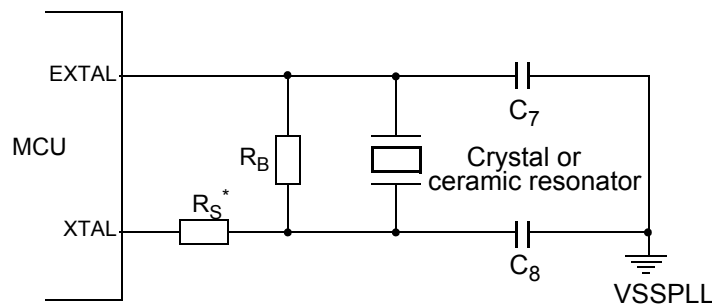 EXTAL
C7
MCU
RB
Crystal or
ceramic resonator
RS*
XTAL
C8
VSSPLL